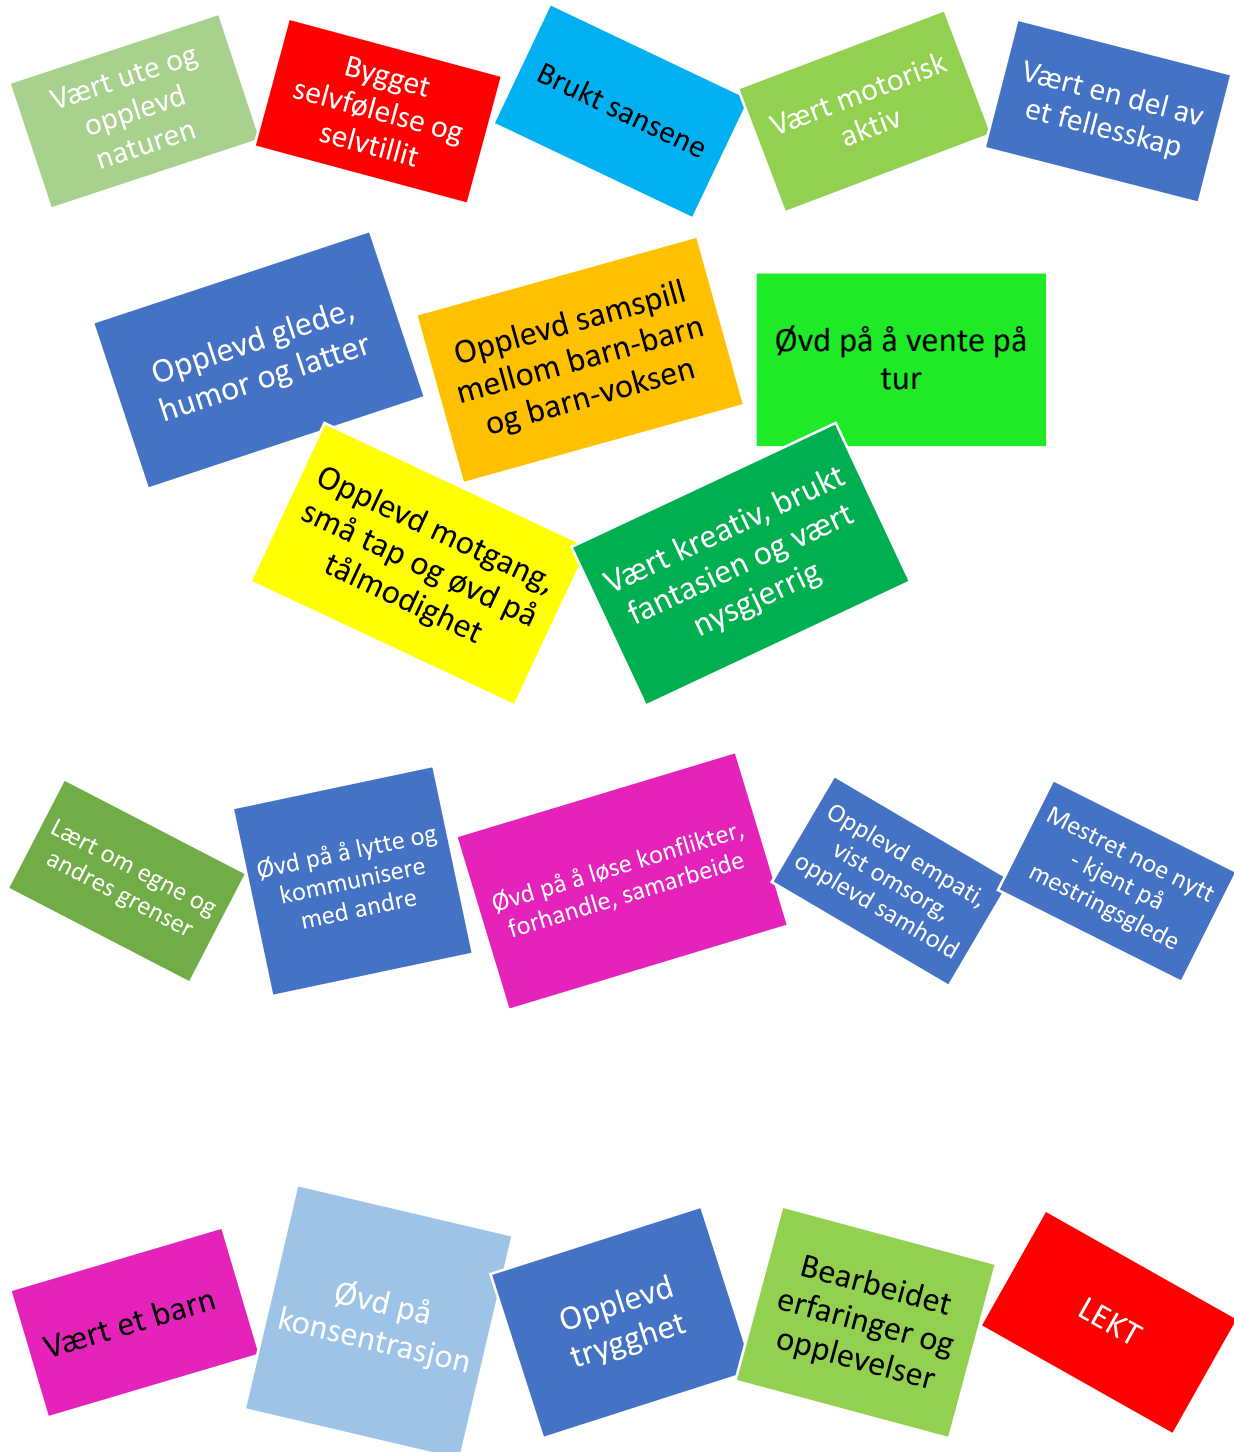 Vært ute og
opplevd
naturen
Bygget
selvfølelse og
selvtillit
Brukt sansene
Vært motorisk
aktiv
Vært en del av
et fellesskap
Opplevd glede,
humor og latter
Opplevd samspill
mellom barn-barn
og barn-voksen
Øvd på å vente på
tur
Opplevd motgang,
små tap og øvd på
tålmodighet
Vært kreativ, brukt
fantasien og vært
nysgjerrig
Lært om egne og
andres grenser
Øvd på å lytte og
kommunisere
med andre
Øvd på å løse konflikter,
forhandle, samarbeide
Opplevd empati,
vist omsorg,
opplevd samhold
Mestret noe nytt
- kjent på
mestringsglede
Vært et barn
Øvd på
konsentrasjon
Opplevd
trygghet
Bearbeidet
erfaringer og
opplevelser
LEKT